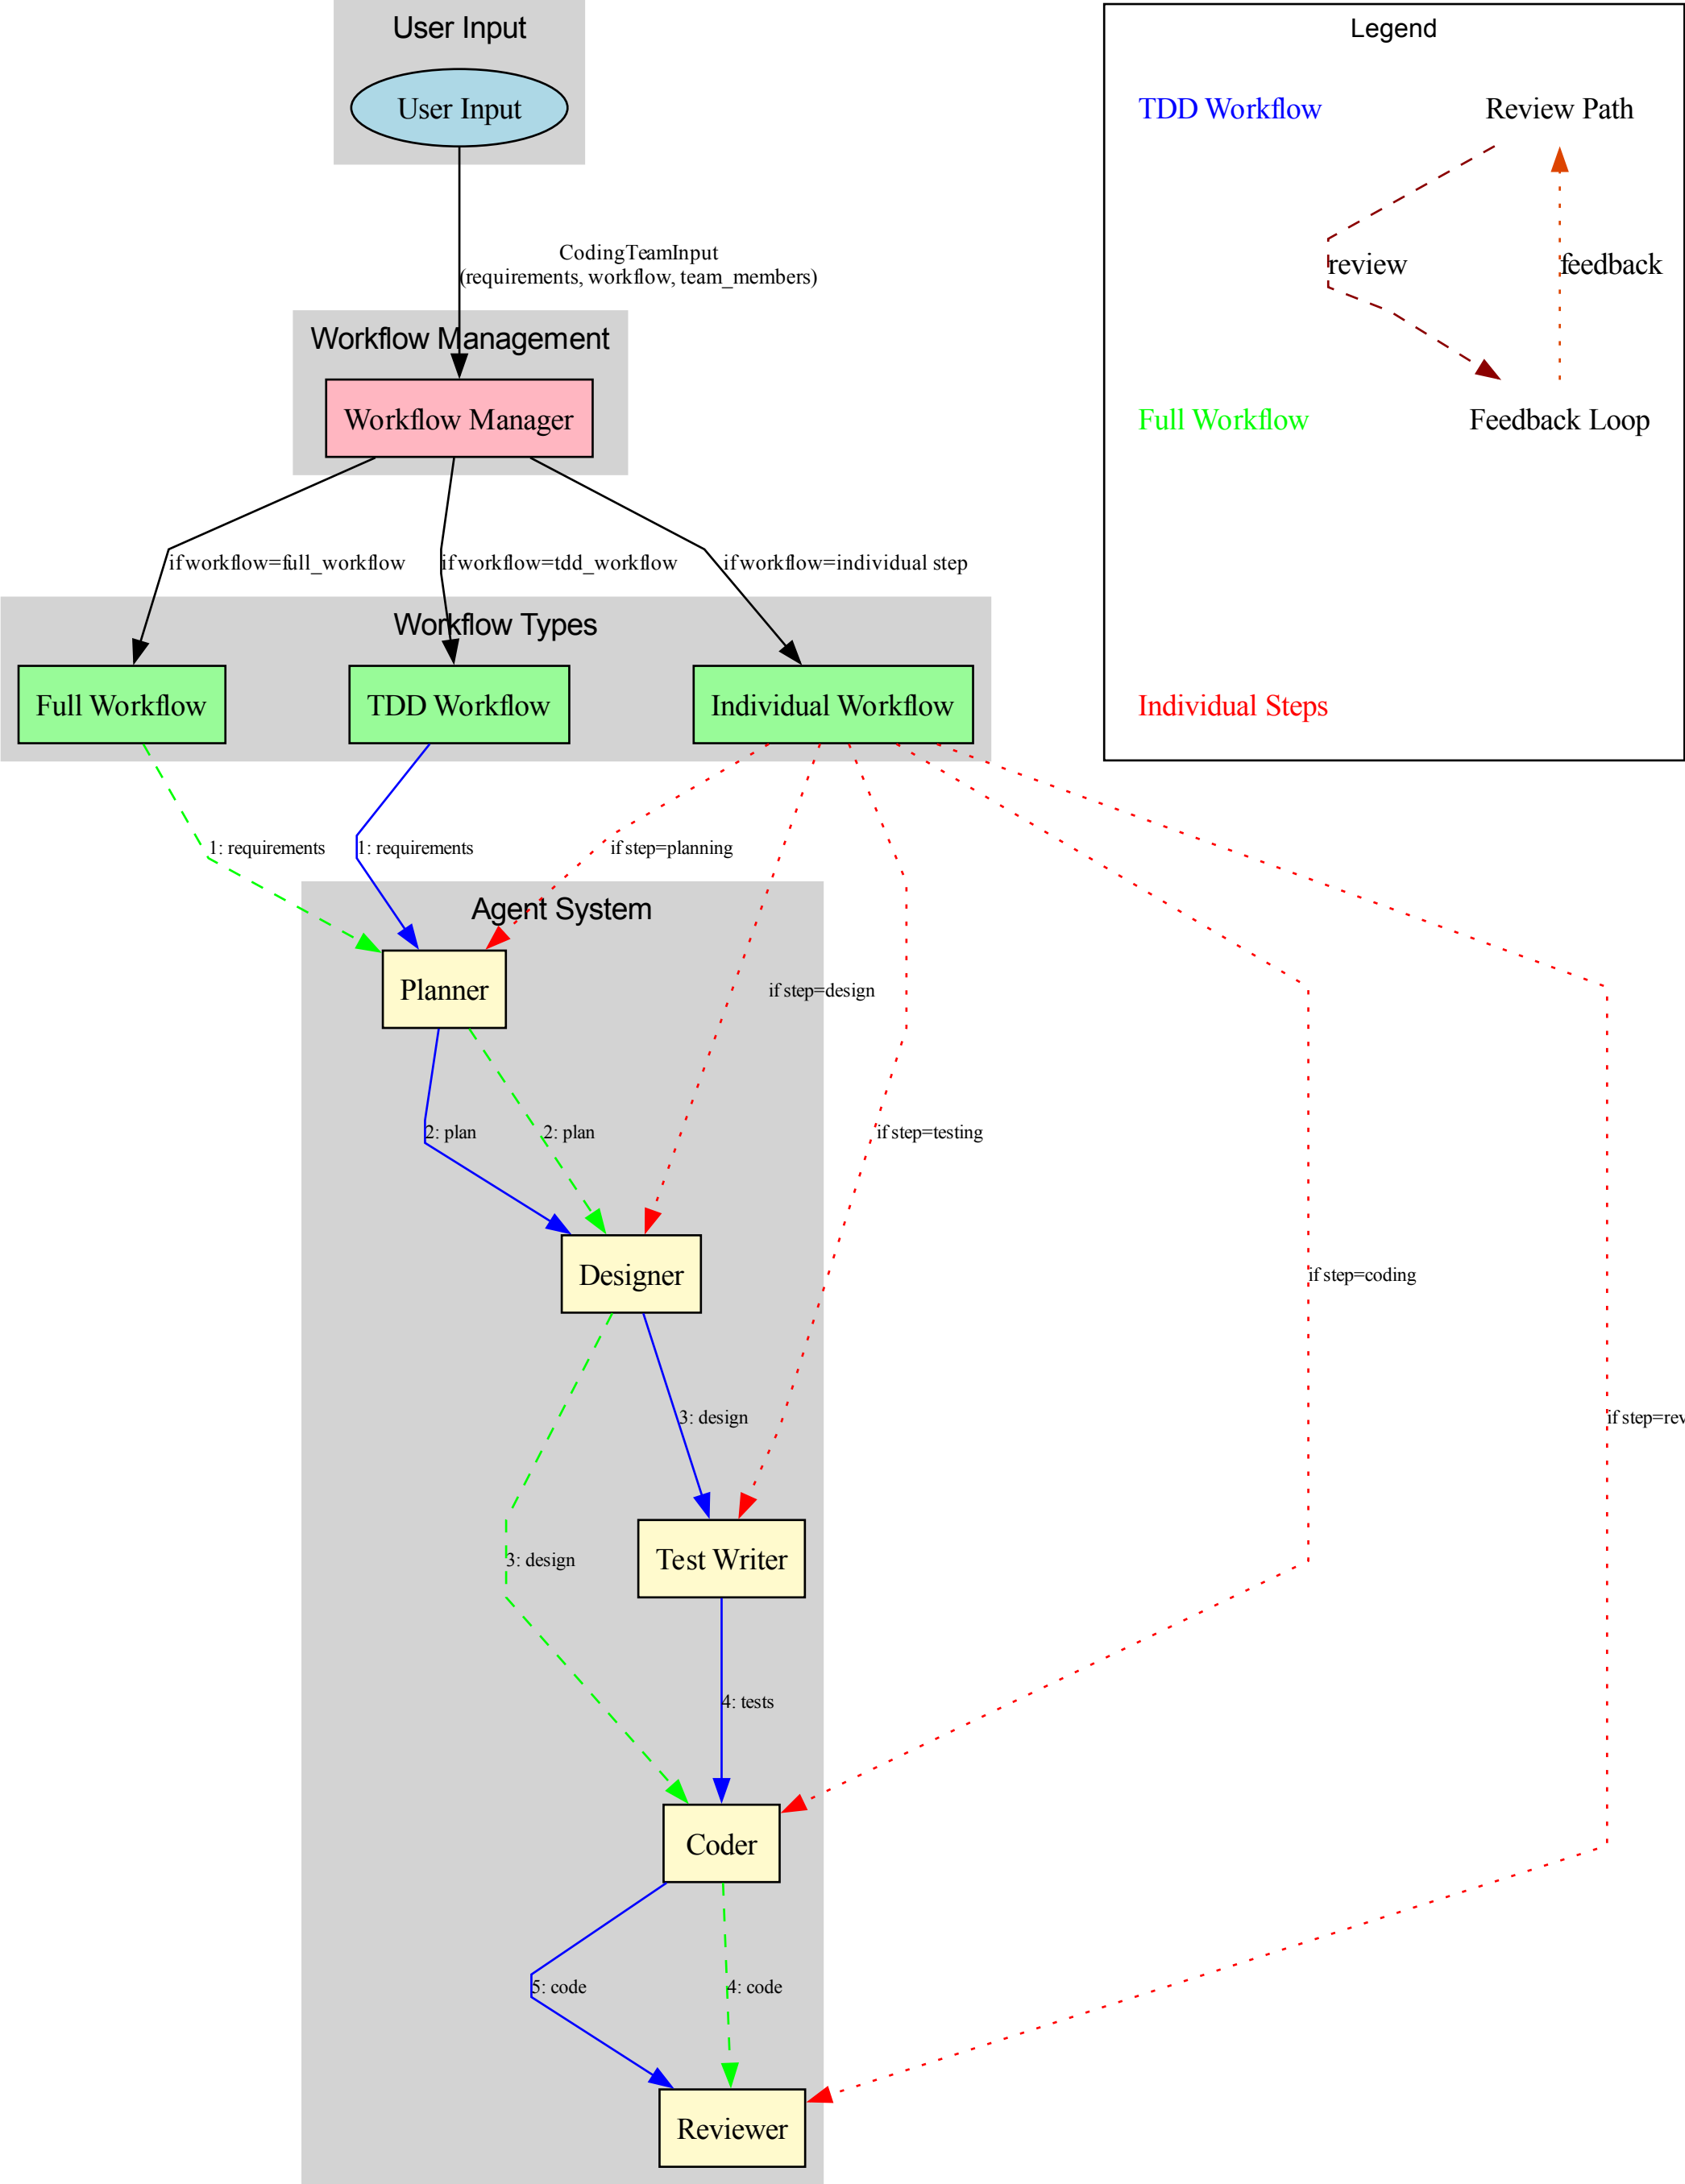 User Input
User Input
CodingTeamInput
(requirements, workflow, team_members)
Workflow Management
Workflow Manager
if workflow=full_workflow
if workflow=tdd_workflow
if workflow=individual step
Workflow Types
Full Workflow
TDD Workflow
Individual Workflow
1: requirements
1: requirements
if step=planning
Agent System
Planner
if step=design
2: plan
2: plan
if step=testing
Designer
if step=coding
3: design
if step=rev
Test Writer
3: design
4: tests
Coder
5: code
4: code
Reviewer
Legend
TDD Workflow
Review Path
review
feedback
Full Workflow
Feedback Loop
Individual Steps